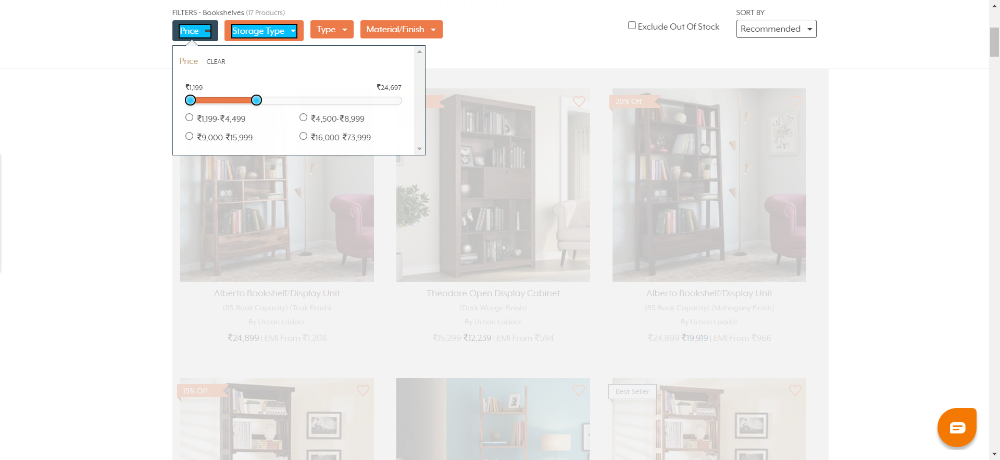 FILTERS - Bookshelves (17 Products)
Price
Storage Type
Type
Material/Finish
Exclude Out Of Stock
SORT BY
Recommended
Price CLEAR
₹1,199
₹24,697
₹1,199-₹4,499
₹4,500-₹8,999
₹9,000-₹15,999
₹16,000-₹73,999
20% Off
Alberto Bookshelf/Display Unit
(85-Book Capacity) (Teak Finish)
By Urban Ladder
₹24,899 | EMI From ₹1,208
Theodore Open Display Cabinet
(Dark Wenge Finish)
By Urban Ladder
₹15,299 ₹12,239 | EMI From ₹594
Alberto Bookshelf/Display Unit
(85-Book Capacity) (Mahogany Finish)
By Urban Ladder
₹24,899 ₹19,919 | EMI From ₹966
15% Off
Best Seller